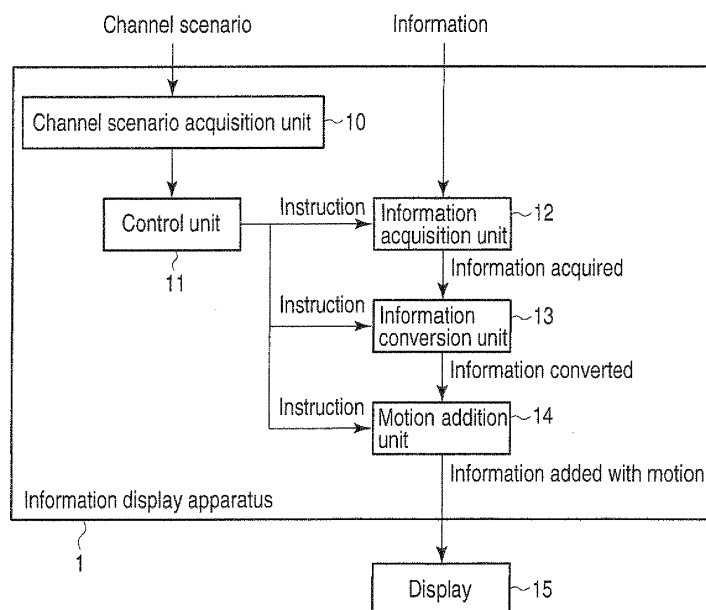 Channel scenario
Information
Channel scenario acquisition unit
10
Control unit
11
Instruction
Information
acquisition unit
12
Information acquired
Instruction
Information
conversion unit
13
Information converted
Instruction
Motion addition
unit
14
Information added with motion
Information display apparatus
1
Display
15